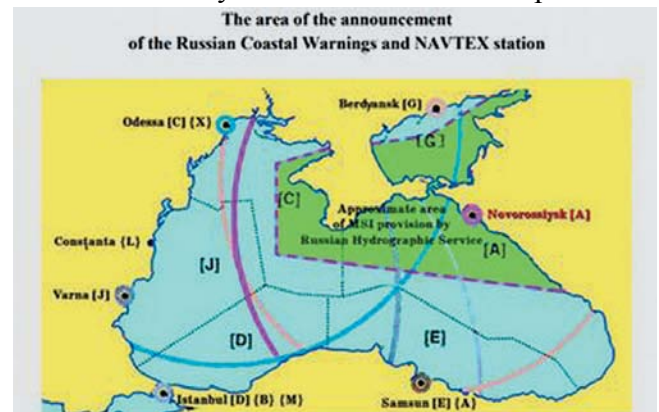 The area of the announcement
of the Russian Coastal Warnings and NAVTEX station
Berdyansk [G]
Odessa [C] {X}
[G]
[C]
Approximate area
of MSI provision by
Russian Hydrographic Service
Novorossiysk [A]
[A]
Constanta {L}
[J]
Varna [J]
[D]
[E]
Istanbul [D] {B} {M}
Samsun [E] {A}